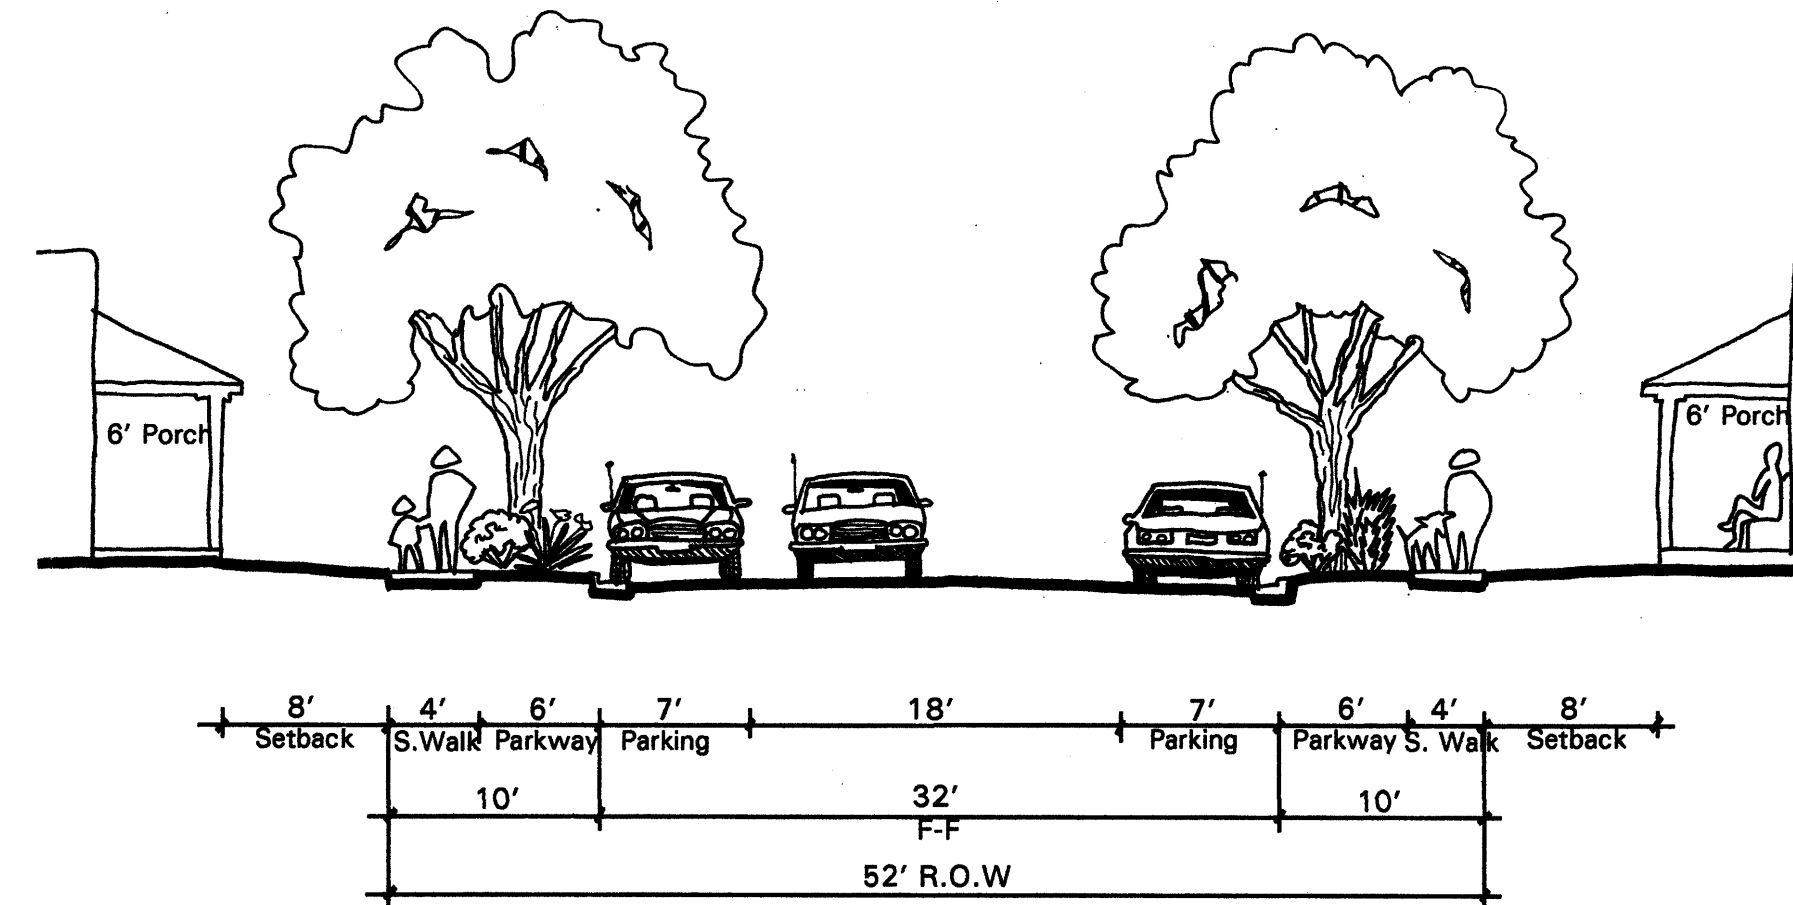 6' Porch
6' Porch
8' 4' 6' 7' 18' 7' 6' 4' 8'
Setback S.Walk Parkway Parking Parking Parkway S. Walk Setback
10' 32' 10'
F-F
52' R.O.W